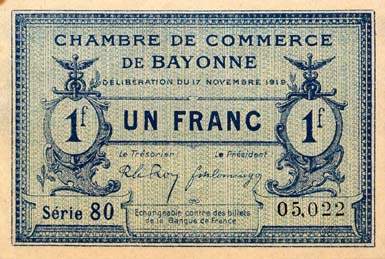 CHAMBRE DE COMMERCE
DE BAYONNE
DÉLIBÉRATION DU 17 NOVEMBRE 1919
1f UN FRANC 1f
Le Trésorier Le Président
Série 80 Echangeable contre des billets 05,022
de la Banque de France